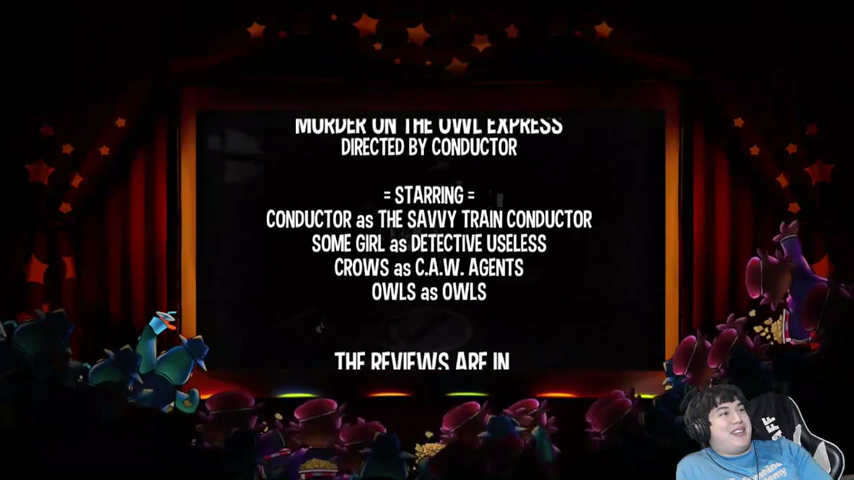 MURDER ON THE OWL EXPRESS
DIRECTED BY CONDUCTOR
= STARRING =
CONDUCTOR as THE SAVVY TRAIN CONDUCTOR
SOME GIRL as DETECTIVE USELESS
CROWS as C.A.W. AGENTS
OWLS as OWLS
THE REVIEWS ARE IN